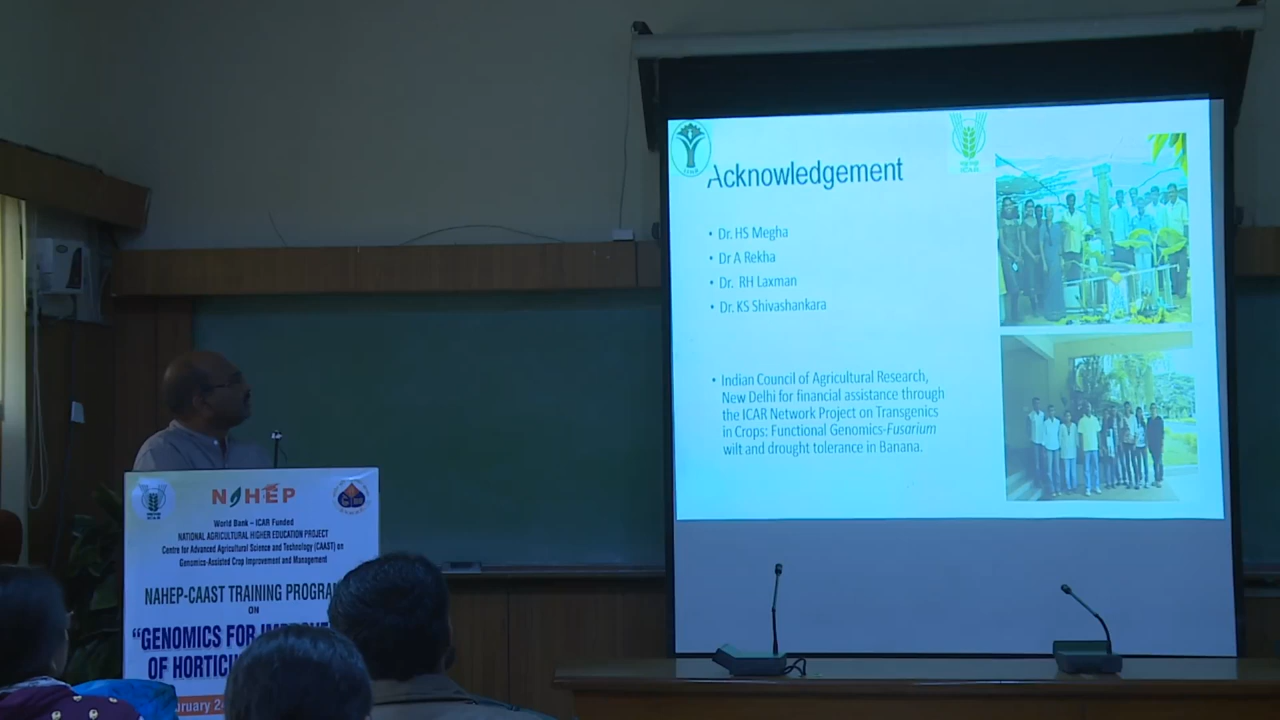 Acknowledgement
• Dr. HS Megha
• Dr A Rekha
• Dr. RH Laxman
• Dr. KS Shivashankara
• Indian Council of Agricultural Research,
New Delhi for financial assistance through
the ICAR Network Project on Transgenics
in Crops: Functional Genomics-Fusarium
wilt and drought tolerance in Banana.
ICAR
NAHEP
World Bank – ICAR Funded
NATIONAL AGRICULTURAL HIGHER EDUCATION PROJECT
Centre for Advanced Agricultural Science and Technology (CAAST) on
Genomics-Assisted Crop Improvement and Management
NAHEP-CAAST TRAINING
ON
“GENOMICS FOR
OF